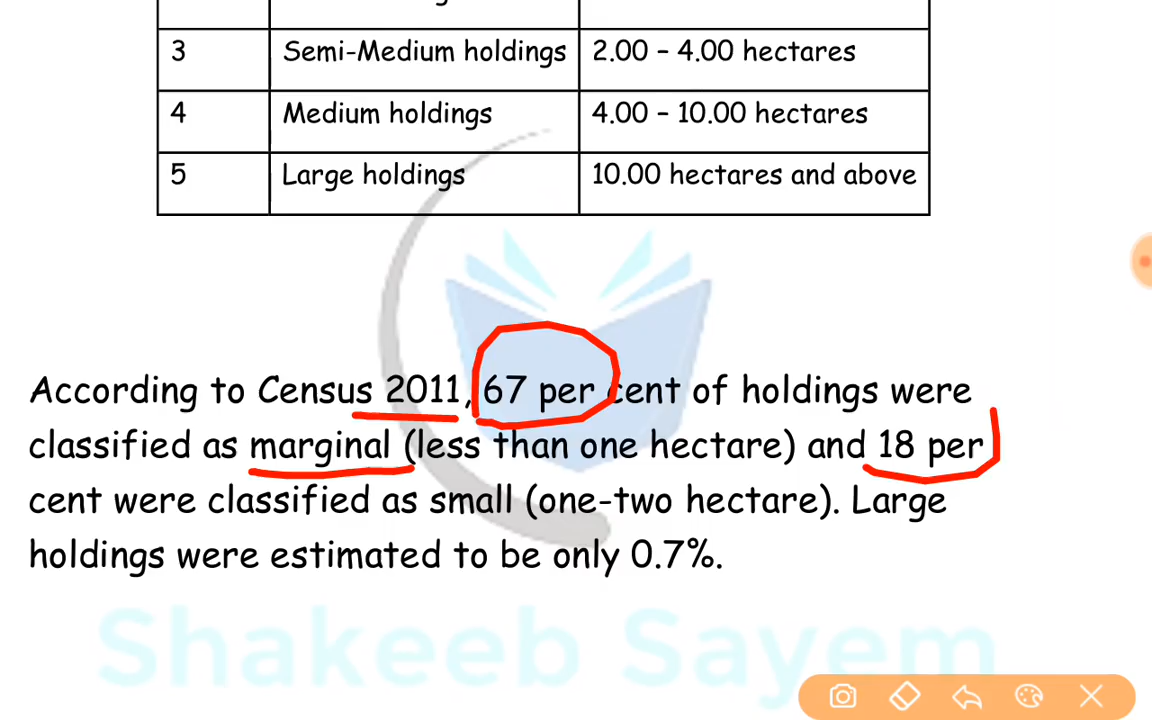 3 Semi-Medium holdings 2.00 – 4.00 hectares
4 Medium holdings 4.00 – 10.00 hectares
5 Large holdings 10.00 hectares and above
According to Census 2011, 67 per cent of holdings were
classified as marginal (less than one hectare) and 18 per
cent were classified as small (one-two hectare). Large
holdings were estimated to be only 0.7%.
Shakeeb Sayem